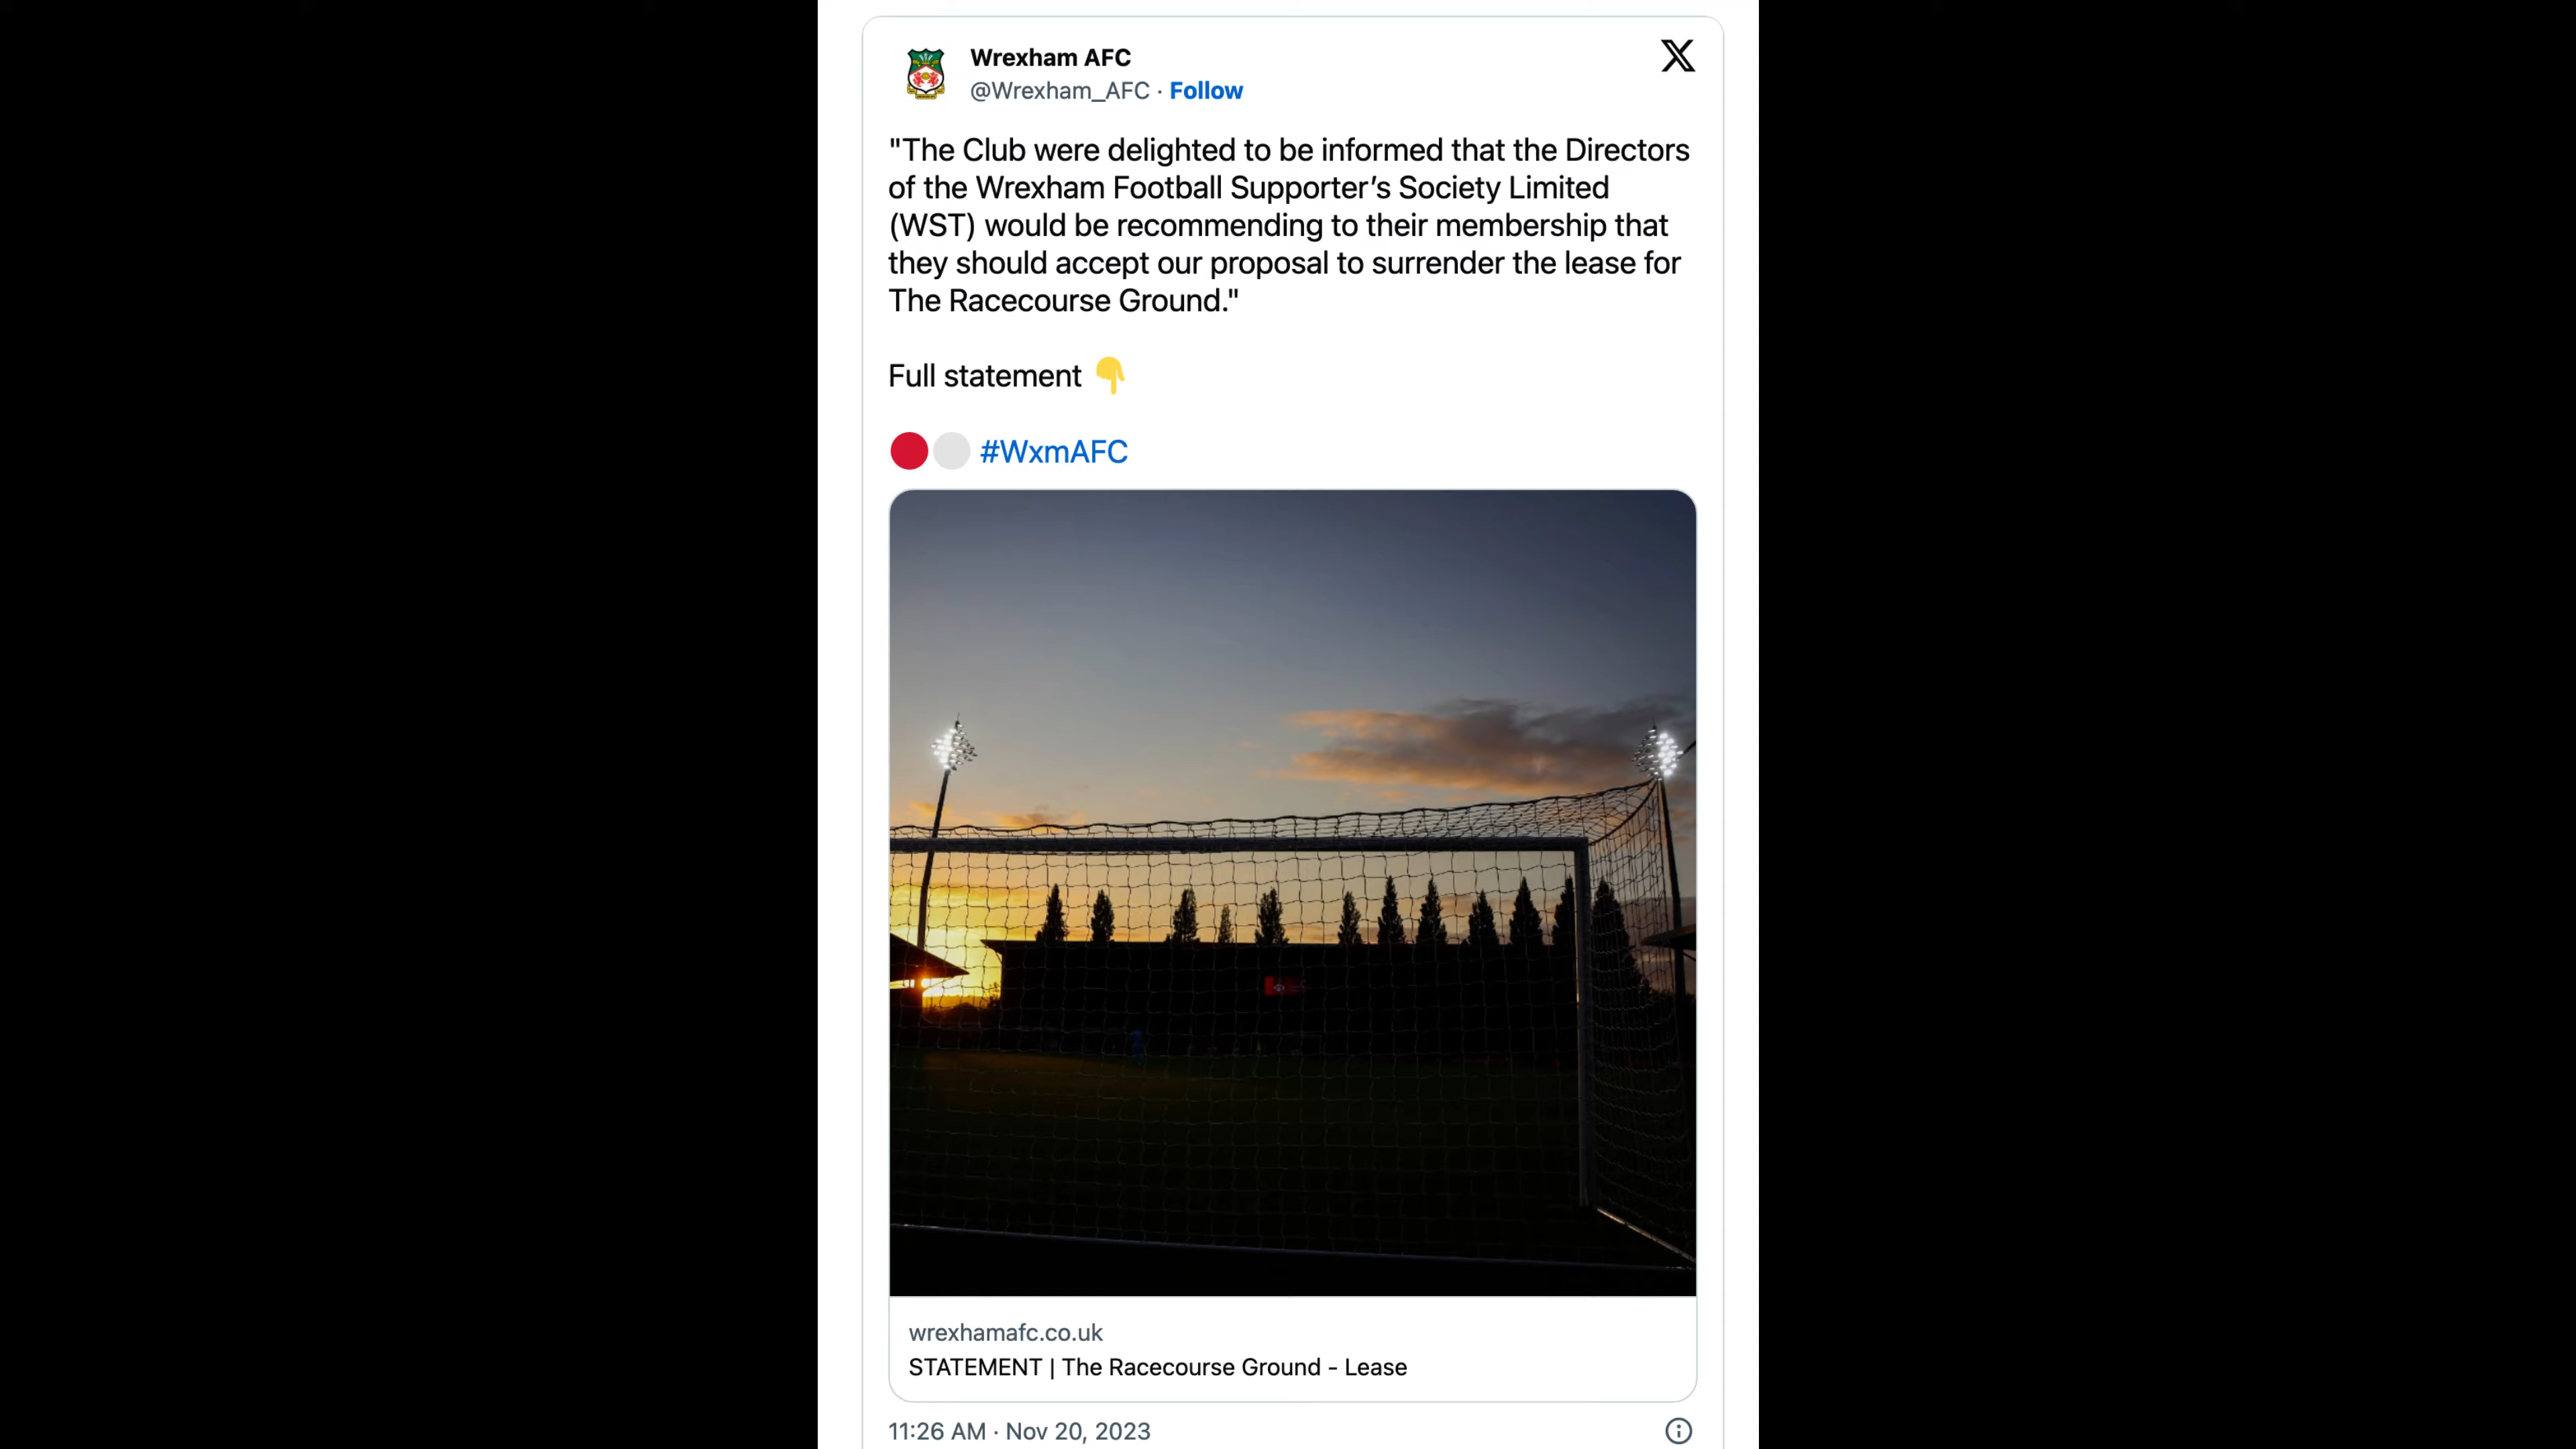 Wrexham AFC
@Wrexham_AFC · Follow
"The Club were delighted to be informed that the Directors
of the Wrexham Football Supporter’s Society Limited
(WST) would be recommending to their membership that
they should accept our proposal to surrender the lease for
The Racecourse Ground."
Full statement 👇
🔴⚪ #WxmAFC
wrexhamafc.co.uk
STATEMENT | The Racecourse Ground - Lease
11:26 AM · Nov 20, 2023